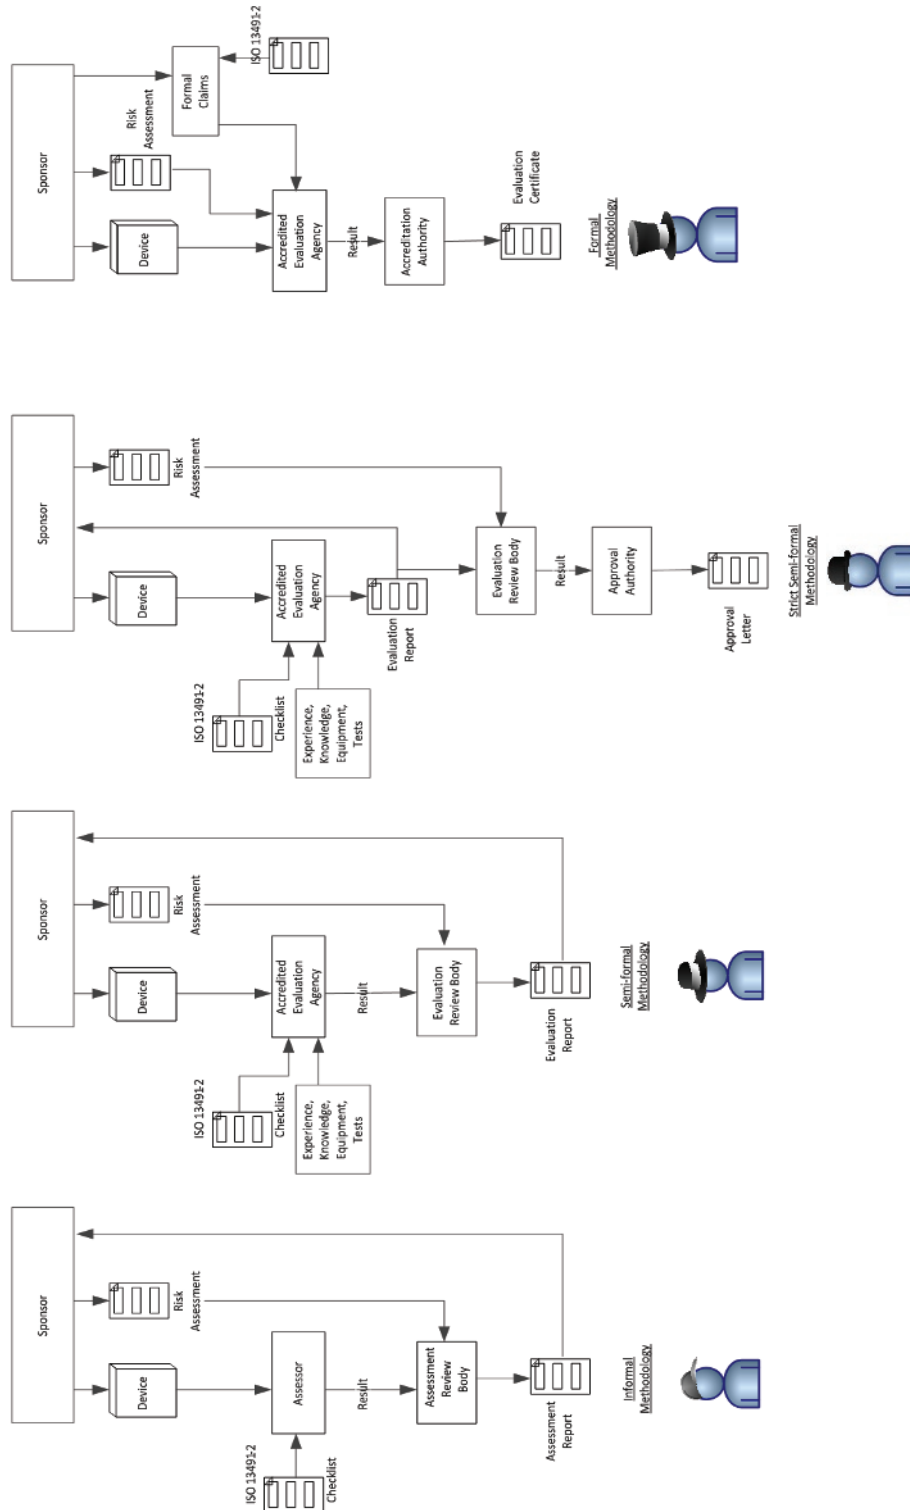 Sponsor
Device
Risk
Assessment
ISO 13491-2
Checklist
Assessor
Result
Assessment
Review
Body
Assessment
Report
Informal
Methodology
Sponsor
Device
Risk
Assessment
ISO 13491-2
Checklist
Experience,
Knowledge,
Equipment,
Tests
Accredited
Evaluation
Agency
Result
Evaluation
Review Body
Evaluation
Report
Semi-formal
Methodology
Sponsor
Device
Risk
Assessment
ISO 13491-2
Checklist
Experience,
Knowledge,
Equipment,
Tests
Accredited
Evaluation
Agency
Evaluation
Report
Evaluation
Review Body
Result
Approval
Authority
Approval
Letter
Strict Semi-formal
Methodology
Sponsor
Device
Risk
Assessment
Formal
Claims
ISO 13491-2
Accredited
Evaluation
Agency
Result
Accreditation
Authority
Evaluation
Certificate
Formal
Methodology